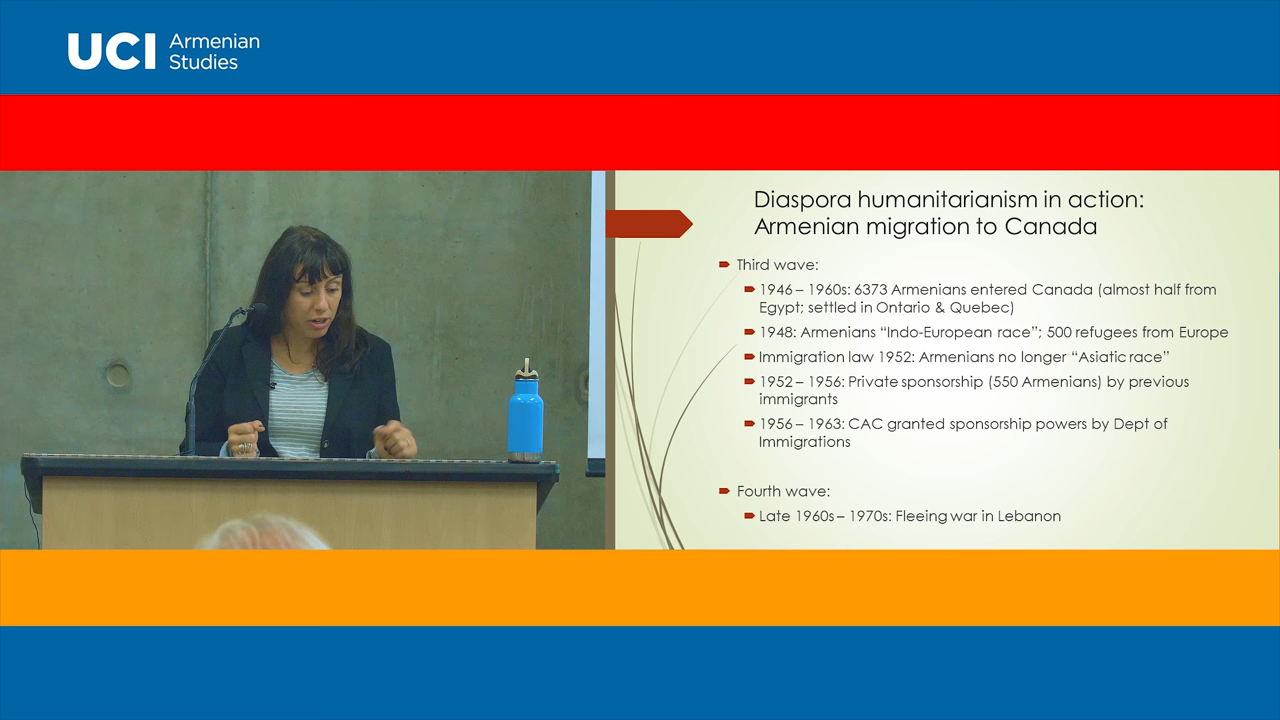 UCI Armenian
Studies
Diaspora humanitarianism in action:
Armenian migration to Canada
Third wave:
1946 – 1960s: 6373 Armenians entered Canada (almost half from
Egypt; settled in Ontario & Quebec)
1948: Armenians “Indo-European race”; 500 refugees from Europe
Immigration law 1952: Armenians no longer “Asiatic race”
1952 – 1956: Private sponsorship (550 Armenians) by previous
immigrants
1956 – 1963: CAC granted sponsorship powers by Dept of
Immigrations
Fourth wave:
Late 1960s – 1970s: Fleeing war in Lebanon